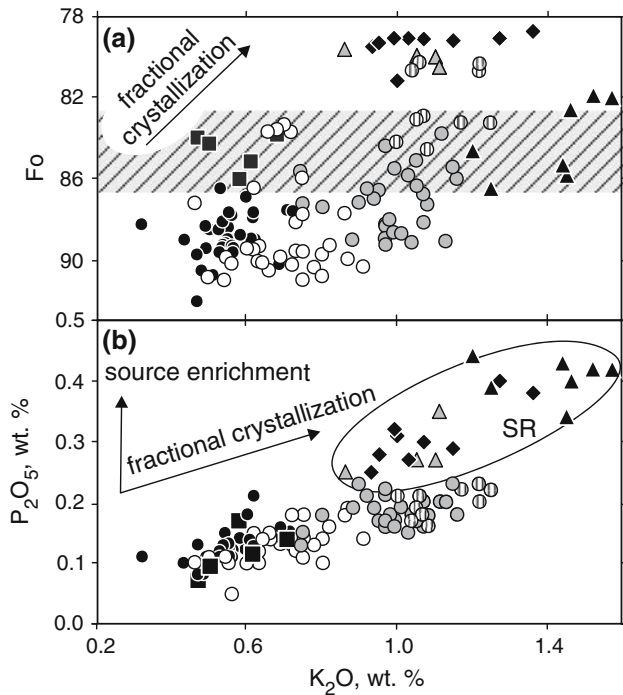 78
(a)
fractional
crystallization
82
Fo
86
90
0.5
(b)
source enrichment
0.4
fractional crystallization
SR
0.3
P₂O₅, wt. %
0.2
0.1
0.0
0.2
0.6
1.0
1.4
K₂O, wt. %